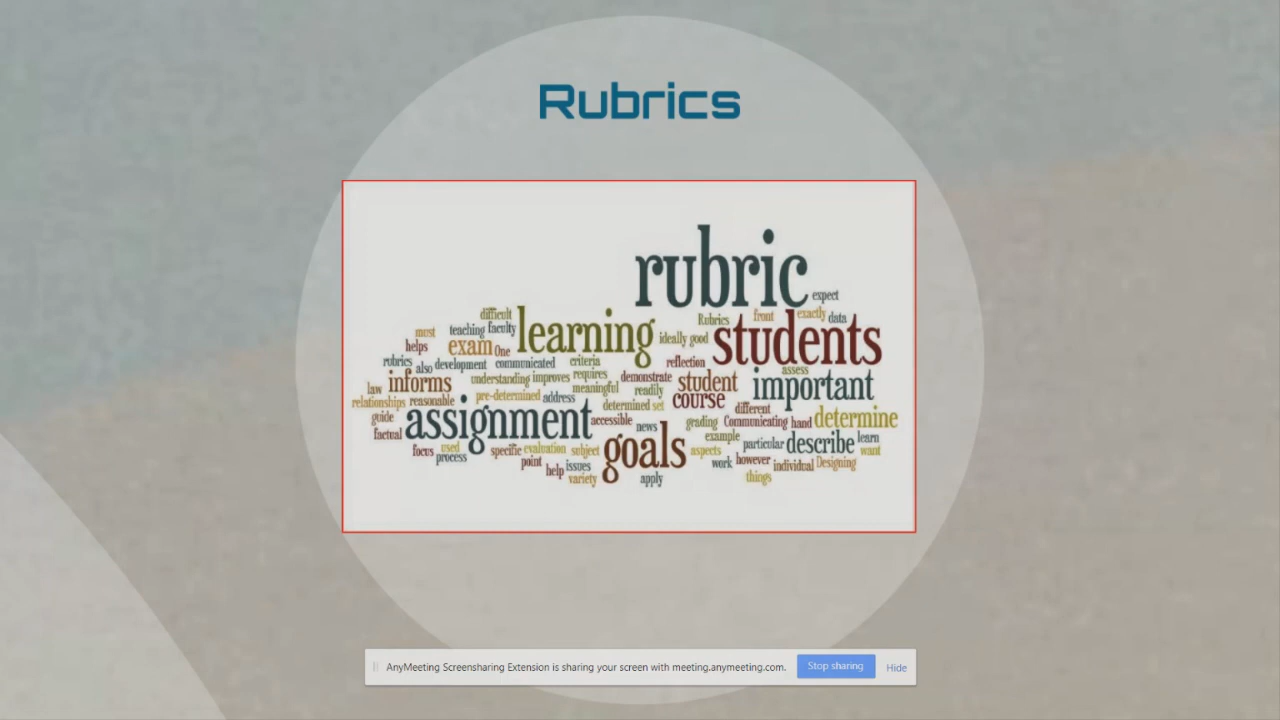 Rubrics
rubric
expect
difficult
Rubrics front exactly data
must teaching faculty learning ideally good students
helps exam One
rubrics also development communicated criteria reflection assess
law informs understanding improves requires demonstrate student important
meaningful readily
relationships reasonable pre-determined address determined set course different
guide assignment accessible news grading Communicating hand determine
factual example particular describe learn
focus used process specific evaluation subject goals aspects want
point help issues work however individual Designing
variety apply things
AnyMeeting Screensharing Extension is sharing your screen with meeting.anymeeting.com. Stop sharing Hide